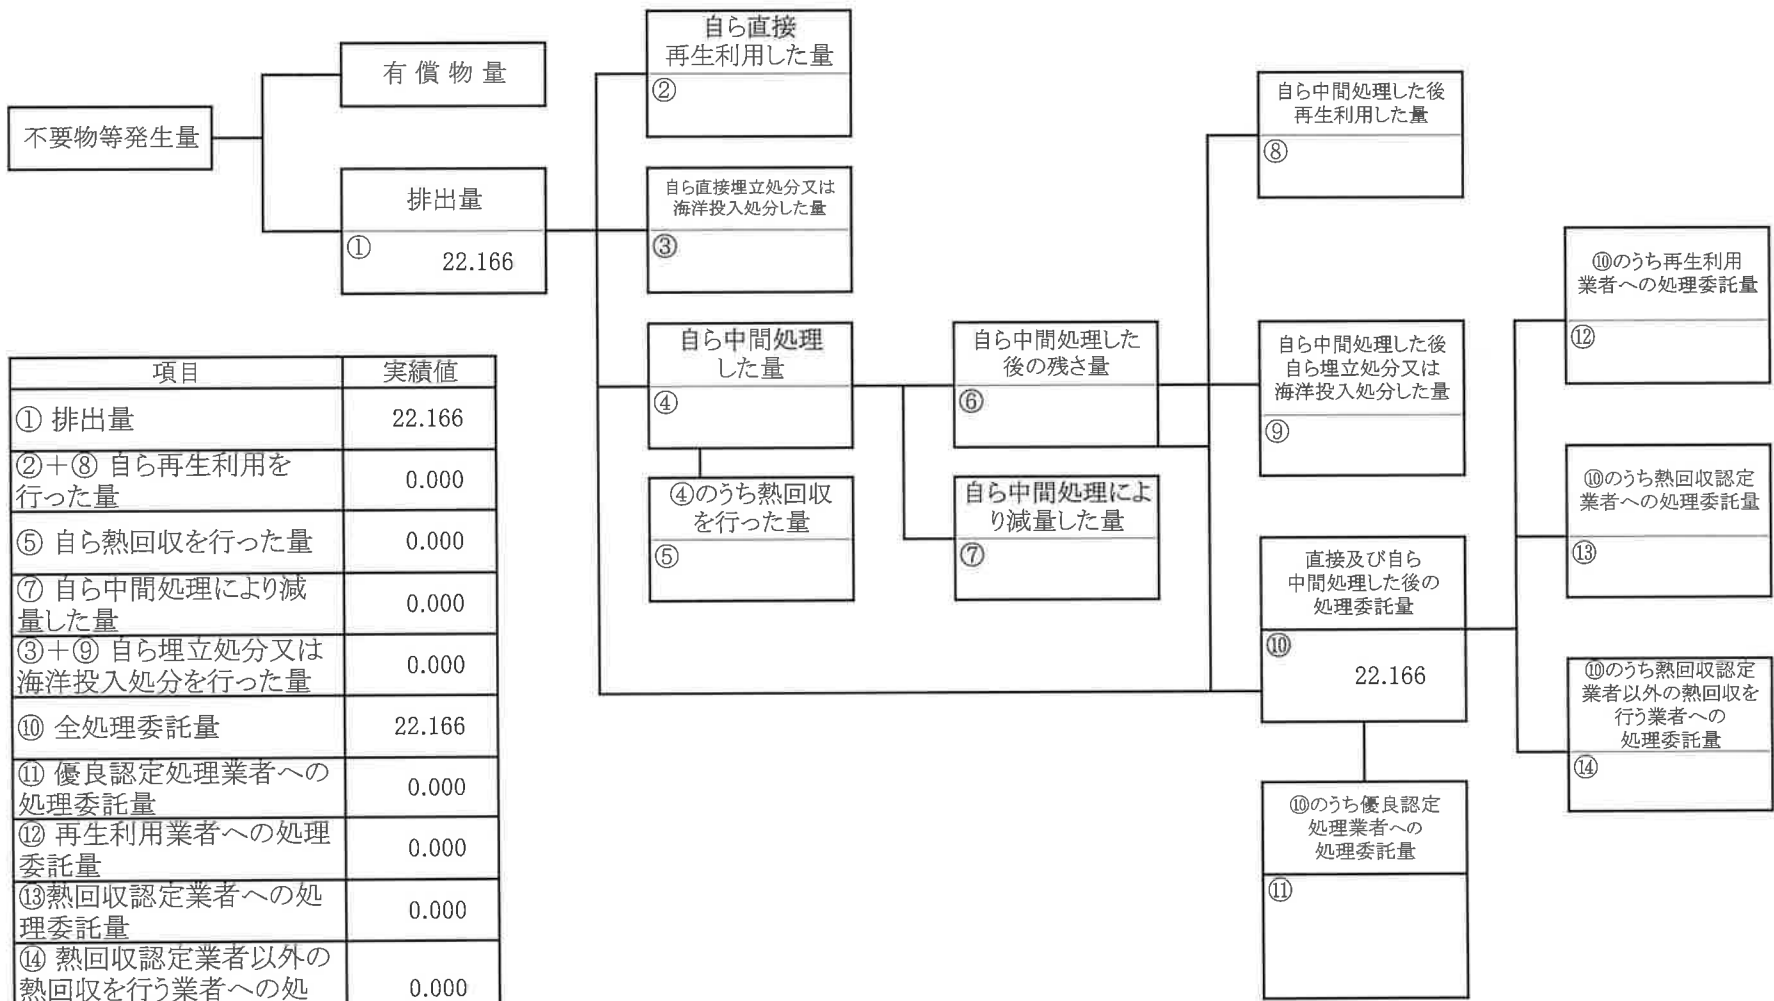 不要物等発生量
有償物量
排出量
①
22.166
自ら直接
再生利用した量
②
自ら直接埋立処分又は
海洋投入処分した量
③
自ら中間処理
した量
④
④のうち熱回収
を行った量
⑤
自ら中間処理した
後の残さ量
⑥
自ら中間処理によ
り減量した量
⑦
自ら中間処理した後
再生利用した量
⑧
自ら中間処理した後
自ら埋立処分又は
海洋投入処分した量
⑨
直接及び自ら
中間処理した後の
処理委託量
⑩
22.166
⑩のうち優良認定
処理業者への
処理委託量
⑪
⑩のうち再生利用
業者への処理委託量
⑫
⑩のうち熱回収認定
業者への処理委託量
⑬
⑩のうち熱回収認定
業者以外の熱回収を
行う業者への
処理委託量
⑭
項目 実績値
① 排出量 22.166
②+⑧ 自ら再生利用を
行った量 0.000
⑤ 自ら熱回収を行った量 0.000
⑦ 自ら中間処理により減
量した量 0.000
③+⑨ 自ら埋立処分又は
海洋投入処分を行った量 0.000
⑩ 全処理委託量 22.166
⑪ 優良認定処理業者への
処理委託量 0.000
⑫ 再生利用業者への処理
委託量 0.000
⑬熱回収認定業者への処
理委託量 0.000
⑭ 熱回収認定業者以外の
熱回収を行う業者への処 0.000